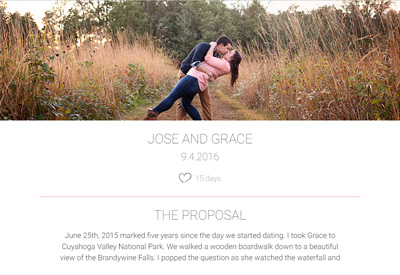 JOSE AND GRACE
9.4.2016
15 days
THE PROPOSAL
June 25th, 2015 marked five years since the day we started dating. I took Grace to
Cuyahoga Valley National Park. We walked a wooden boardwalk down to a beautiful
view of the Brandywine Falls. I popped the question as she watched the waterfall and